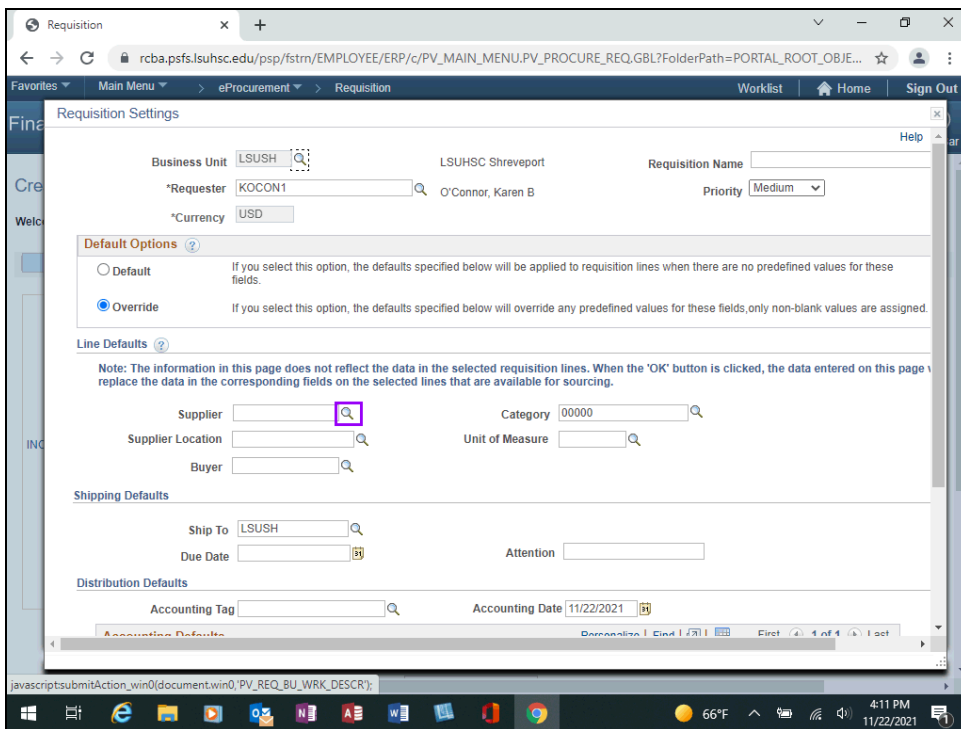 Requisition
rcba.psfs.lsuhsc.edu/psp/fstrn/EMPLOYEE/ERP/c/PV_MAIN_MENU.PV_PROCURE_REQ.GBL?FolderPath=PORTAL_ROOT_OBJE...
Favorites Main Menu > eProcurement > Requisition Worklist Home Sign Out
Fina
Requisition Settings
Help
ar
Business Unit LSUSH LSUHSC Shreveport Requisition Name
Cre
*Requester KOCON1 O'Connor, Karen B Priority Medium
Welco
*Currency USD
Default Options
Default If you select this option, the defaults specified below will be applied to requisition lines when there are no predefined values for these
fields.
Override If you select this option, the defaults specified below will override any predefined values for these fields,only non-blank values are assigned.
Line Defaults
Note: The information in this page does not reflect the data in the selected requisition lines. When the 'OK' button is clicked, the data entered on this page
replace the data in the corresponding fields on the selected lines that are available for sourcing.
Supplier Category 00000
INC
Supplier Location Unit of Measure
Buyer
Shipping Defaults
Ship To LSUSH
Due Date Attention
Distribution Defaults
Accounting Tag Accounting Date 11/22/2021
Accounting Defaults Personalize | Find | First 1 of 1 Last
javascript:submitAction_win0(document.win0,'PV_REQ_BU_WRK_DESCR');
66°F 4:11 PM
11/22/2021